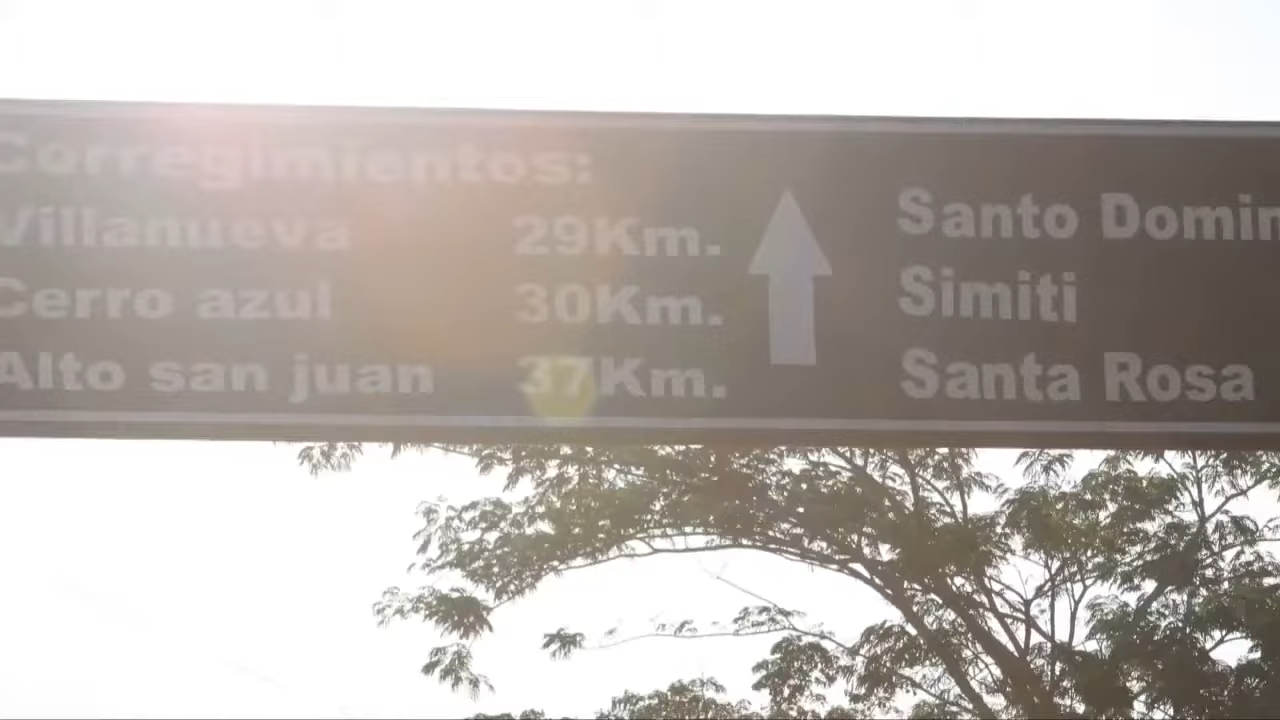 Corregimientos:
Villanueva 29Km.
Cerro azul 30Km.
Alto san juan 37Km.
Santo Domin
Simiti
Santa Rosa